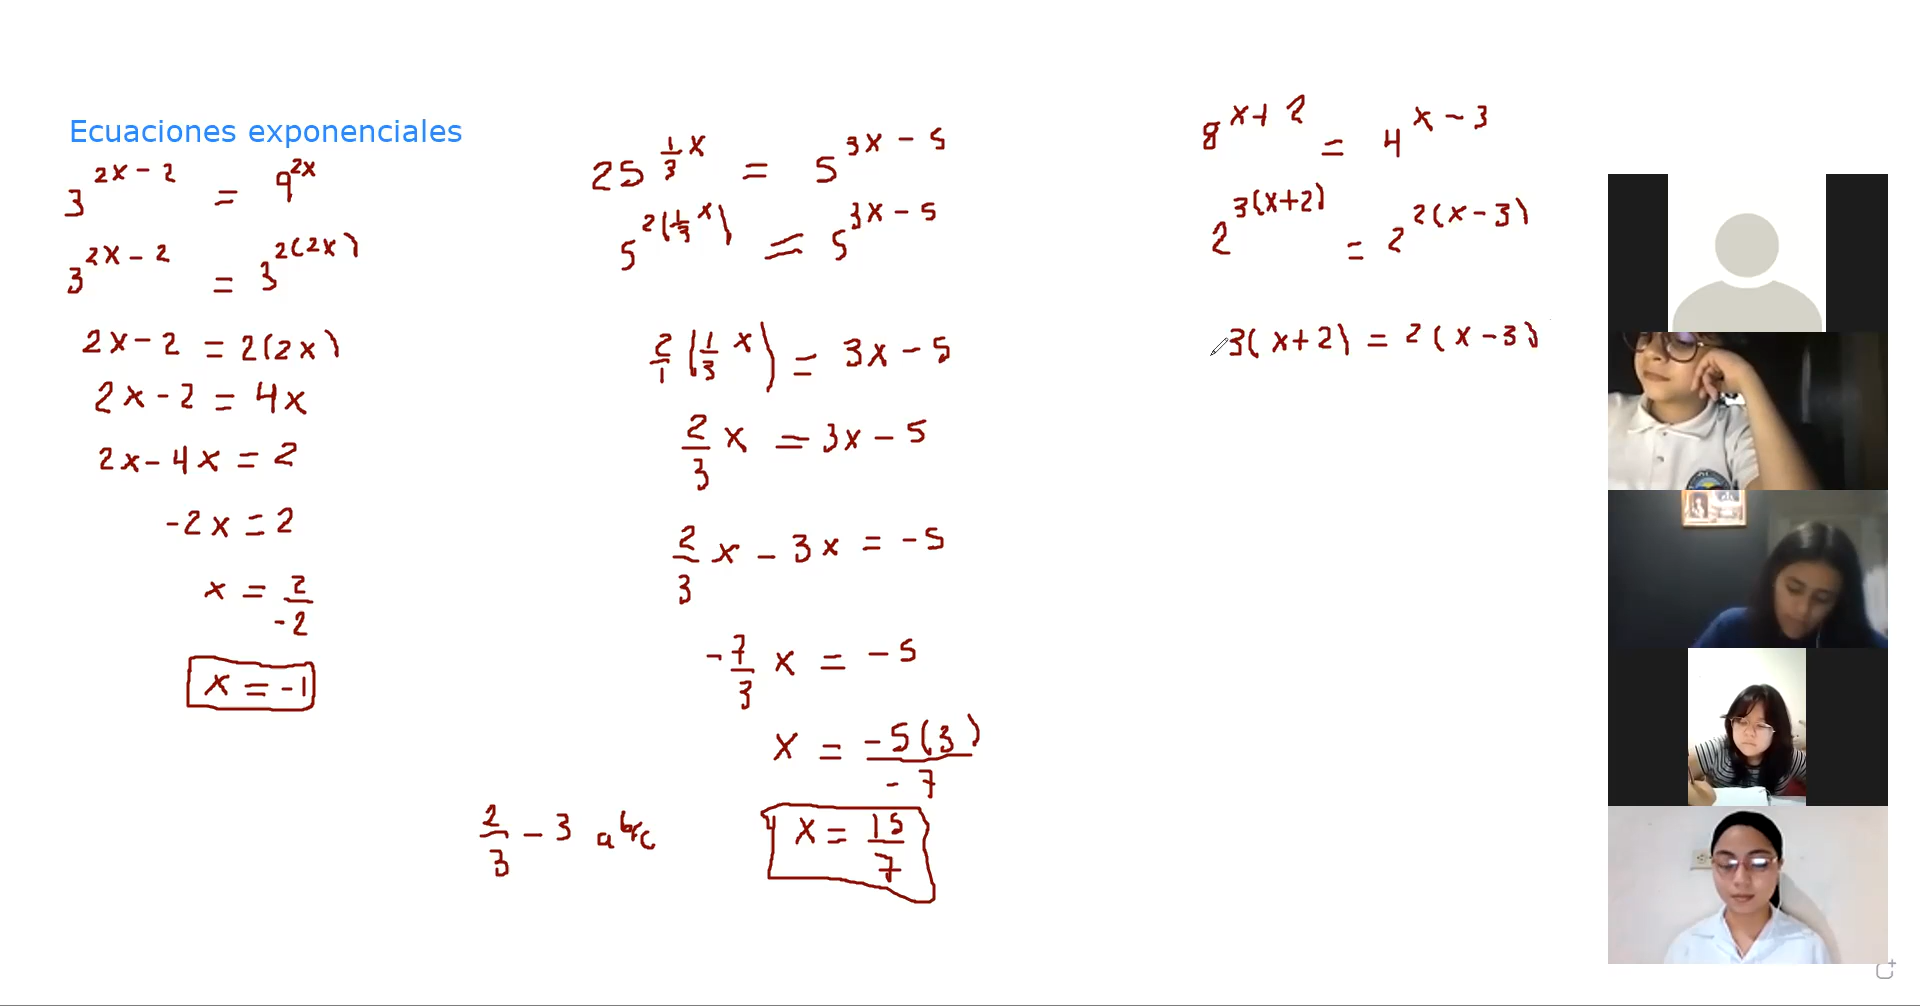 Ecuaciones exponenciales
3^{2x-2} = 9^{2x}
3^{2x-2} = 3^{2(2x)}
2x-2 = 2(2x)
2x-2 = 4x
2x-4x = 2
-2x = 2
x = 2/-2
x = -1
25^{1/3 x} = 5^{3x-5}
5^{2(1/3 x)} = 5^{3x-5}
2/1 (1/3 x) = 3x-5
2/3 x = 3x-5
2/3 x - 3x = -5
-7/3 x = -5
x = -5(3)/-7
2/3 - 3 a b/c
x = 15/7
8^{x+2} = 4^{x-3}
2^{3(x+2)} = 2^{2(x-3)}
3(x+2) = 2(x-3)